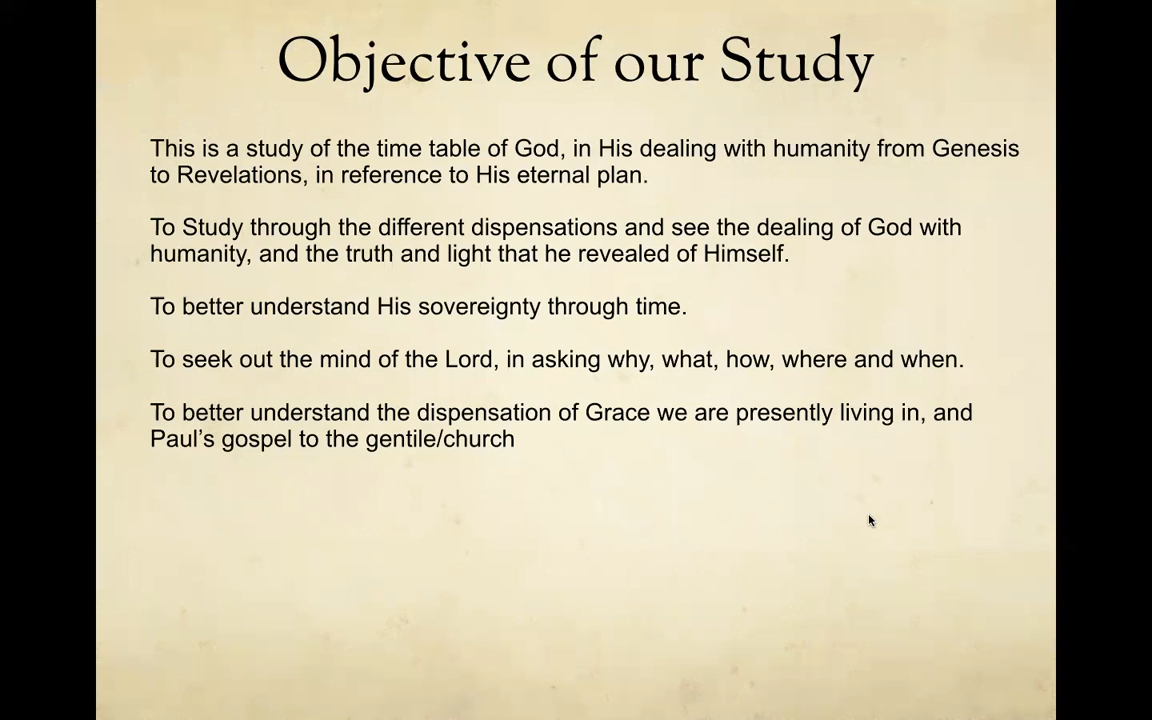 Objective of our Study
This is a study of the time table of God, in His dealing with humanity from Genesis
to Revelations, in reference to His eternal plan.
To Study through the different dispensations and see the dealing of God with
humanity, and the truth and light that he revealed of Himself.
To better understand His sovereignty through time.
To seek out the mind of the Lord, in asking why, what, how, where and when.
To better understand the dispensation of Grace we are presently living in, and
Paul’s gospel to the gentile/church